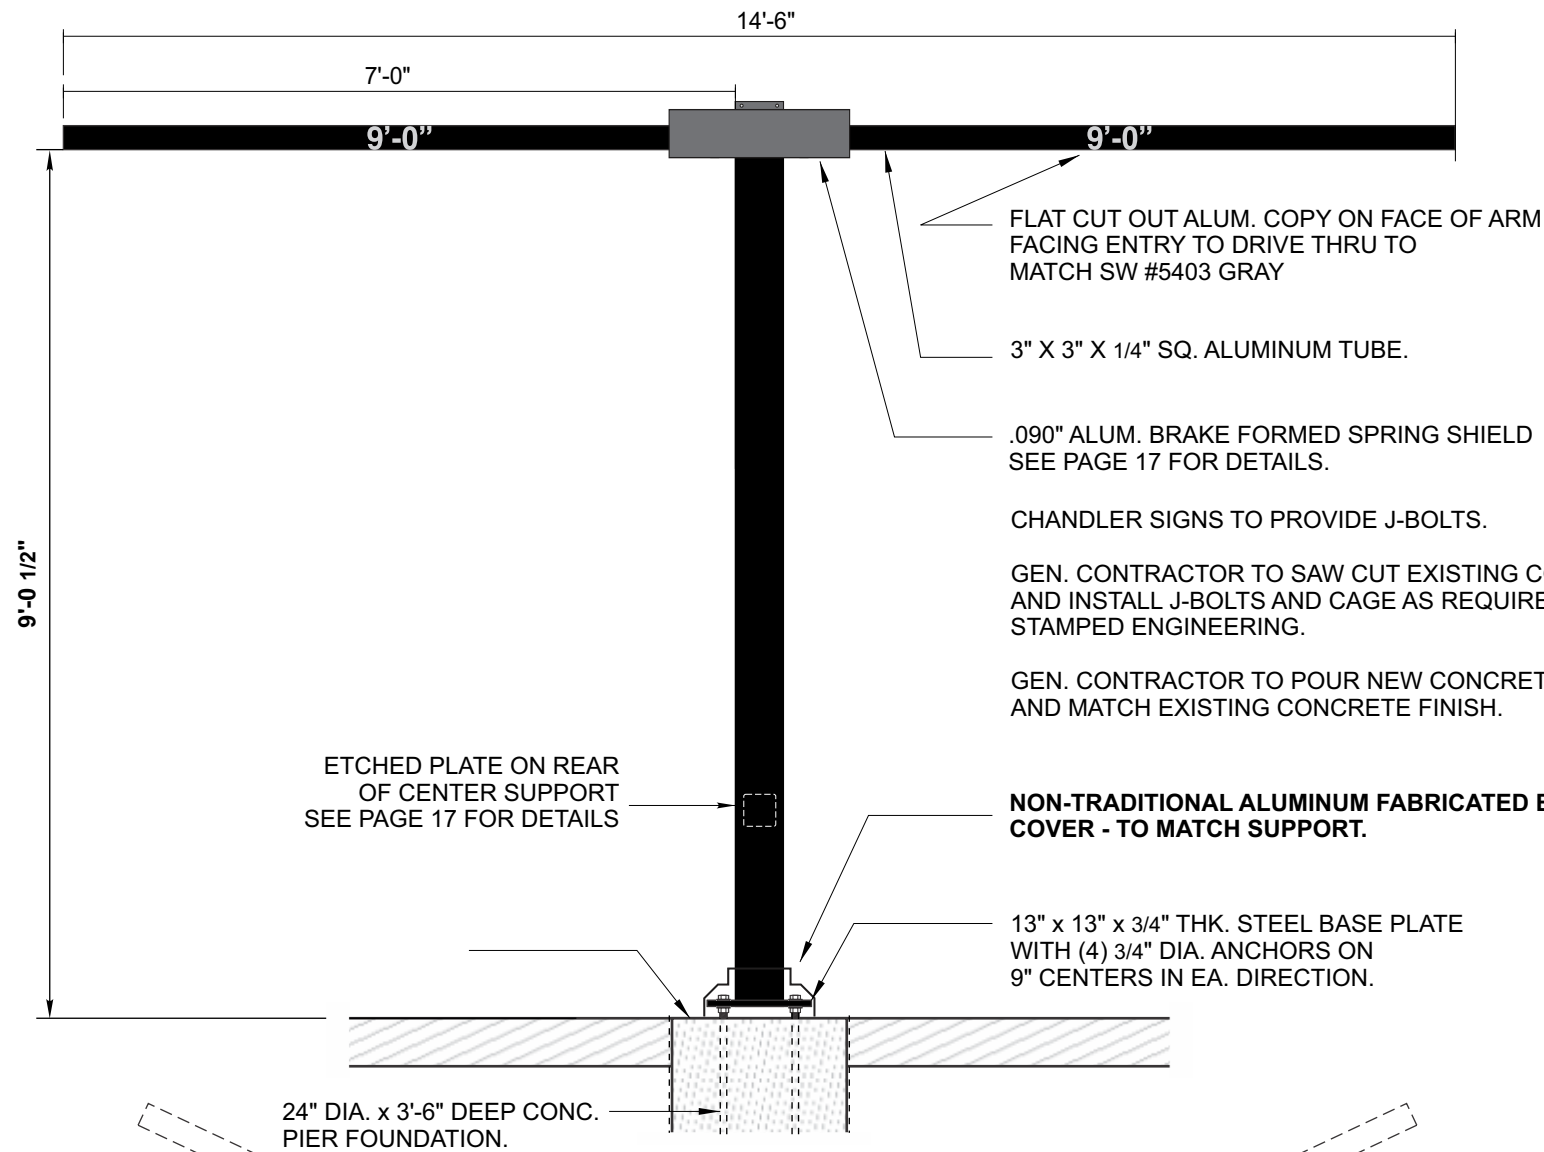 14'-6"
7'-0"
9'-0”
9'-0”
FLAT CUT OUT ALUM. COPY ON FACE OF ARM
FACING ENTRY TO DRIVE THRU TO
MATCH SW #5403 GRAY
3" X 3" X 1/4" SQ. ALUMINUM TUBE.
.090" ALUM. BRAKE FORMED SPRING SHIELD
SEE PAGE 17 FOR DETAILS.
CHANDLER SIGNS TO PROVIDE J-BOLTS.
9'-0 1/2"
GEN. CONTRACTOR TO SAW CUT EXISTING
AND INSTALL J-BOLTS AND CAGE AS
STAMPED ENGINEERING.
GEN. CONTRACTOR TO POUR NEW
AND MATCH EXISTING CONCRETE FINISH.
ETCHED PLATE ON REAR
OF CENTER SUPPORT
SEE PAGE 17 FOR DETAILS
NON-TRADITIONAL ALUMINUM FABRICATED
COVER - TO MATCH SUPPORT.
13" x 13" x 3/4" THK. STEEL BASE PLATE
WITH (4) 3/4" DIA. ANCHORS ON
9" CENTERS IN EA. DIRECTION.
24" DIA. x 3'-6" DEEP CONC.
PIER FOUNDATION.